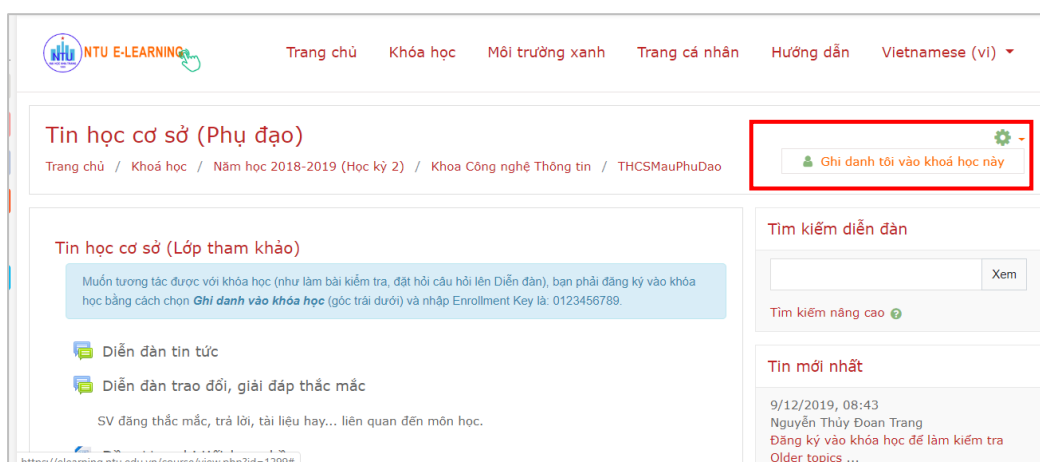 NTU E-LEARNING
Trang chủ Khóa học Môi trường xanh Trang cá nhân Hướng dẫn Vietnamese (vi)
Tin học cơ sở (Phụ đạo)
Trang chủ / Khoá học / Năm học 2018-2019 (Học kỳ 2) / Khoa Công nghệ Thông tin / THCSMauPhuDao
Ghi danh tôi vào khoá học này
Tin học cơ sở (Lớp tham khảo)
Muốn tương tác được với khóa học (như làm bài kiểm tra, đặt hỏi câu hỏi lên Diễn đàn), bạn phải đăng ký vào khóa
học bằng cách chọn Ghi danh vào khóa học (góc trái dưới) và nhập Enrollment Key là: 0123456789.
Diễn đàn tin tức
Diễn đàn trao đổi, giải đáp thắc mắc
SV đăng thắc mắc, trả lời, tài liệu hay... liên quan đến môn học.
Tìm kiếm diễn đàn
Xem
Tìm kiếm nâng cao
Tin mới nhất
9/12/2019, 08:43
Nguyễn Thủy Đoan Trang
Đăng ký vào khóa học để làm kiểm tra
Older topics ...